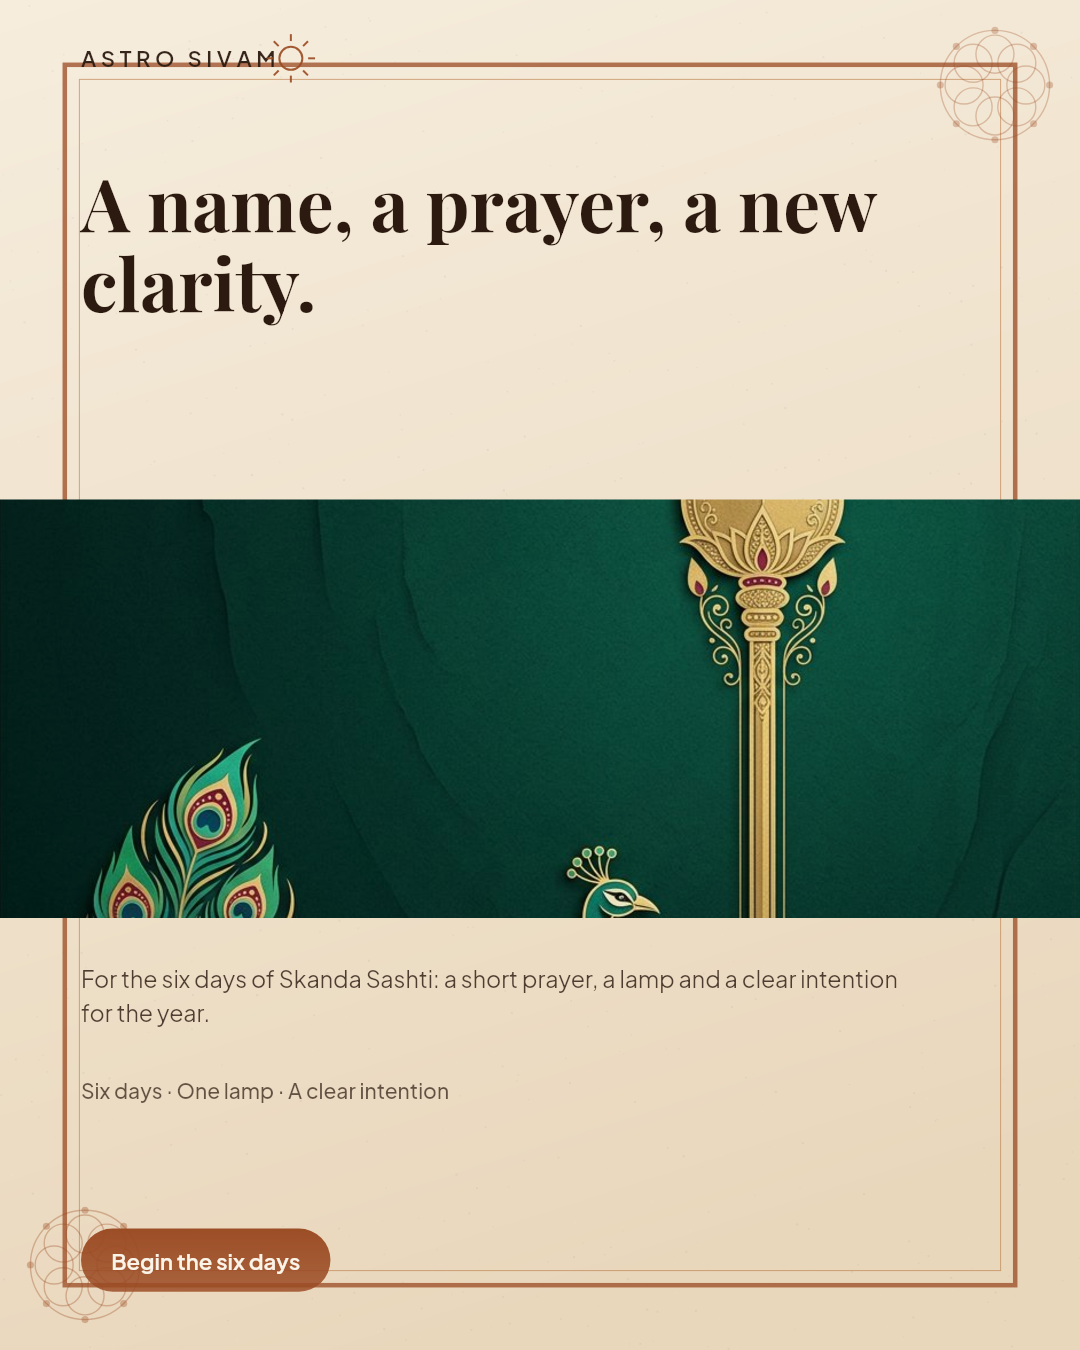 ASTRO SIVAM
A name, a prayer, a new
clarity.
For the six days of Skanda Sashti: a short prayer, a lamp and a clear intention
for the year.
Six days · One lamp · A clear intention
Begin the six days